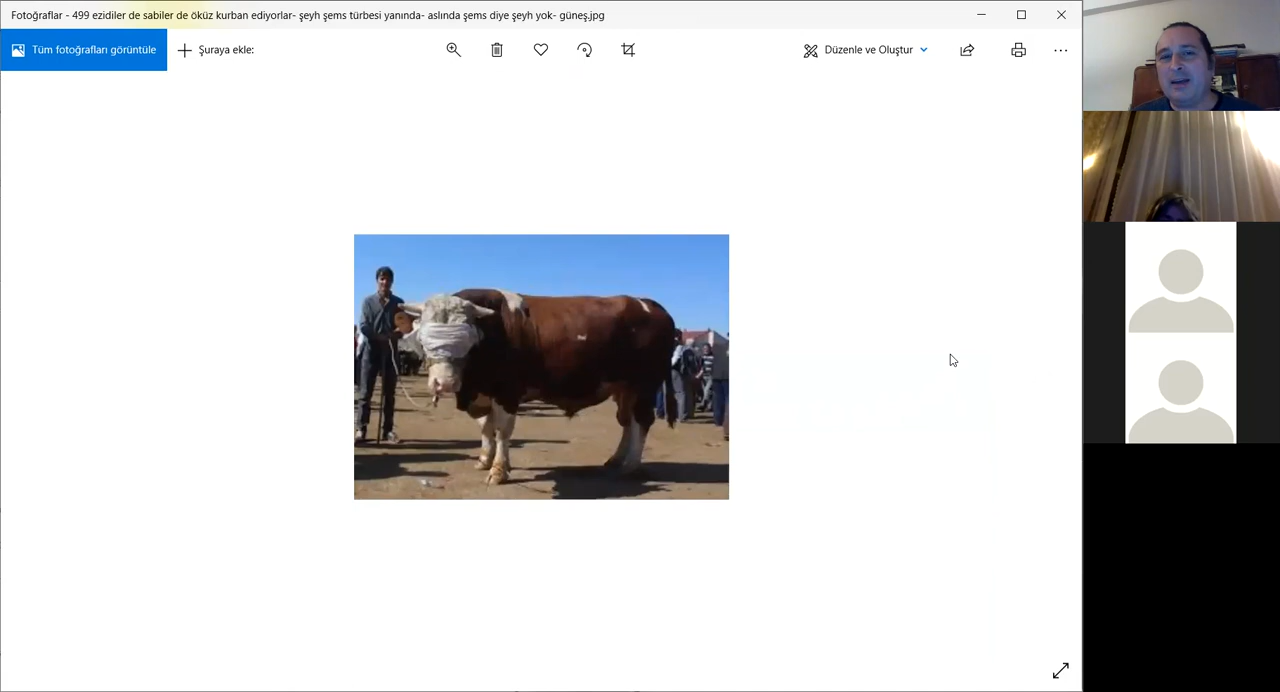 Fotoğraflar - 499 ezidiler de sabiler de öküz kurban ediyorlar- şeyh şems türbesi yanında- aslında şems diye şeyh yok- güneş.jpg
Tüm fotoğrafları görüntüle
Şuraya ekle:
Düzenle ve Oluştur